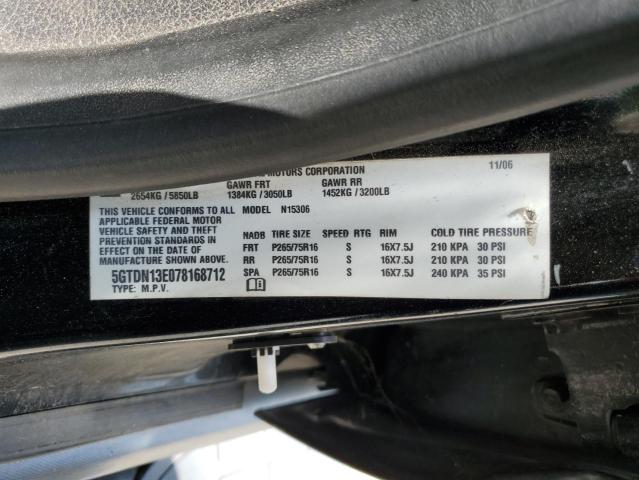 MOTORS CORPORATION 11/06
GAWR FRT GAWR RR
2654KG / 5850LB 1384KG / 3050LB 1452KG / 3200LB
THIS VEHICLE CONFORMS TO ALL MODEL N15306
APPLICABLE FEDERAL MOTOR
VEHICLE SAFETY AND THEFT
PREVENTION STANDARDS IN
EFFECT ON THE DATE OF
MANUFACTURE SHOWN ABOVE.
5GTDN13E078168712
TYPE: M.P.V.
NADB TIRE SIZE SPEED RTG RIM COLD TIRE PRESSURE
FRT P265/75R16 S 16X7.5J 210 KPA 30 PSI
RR P265/75R16 S 16X7.5J 210 KPA 30 PSI
SPA P265/75R16 S 16X7.5J 240 KPA 35 PSI